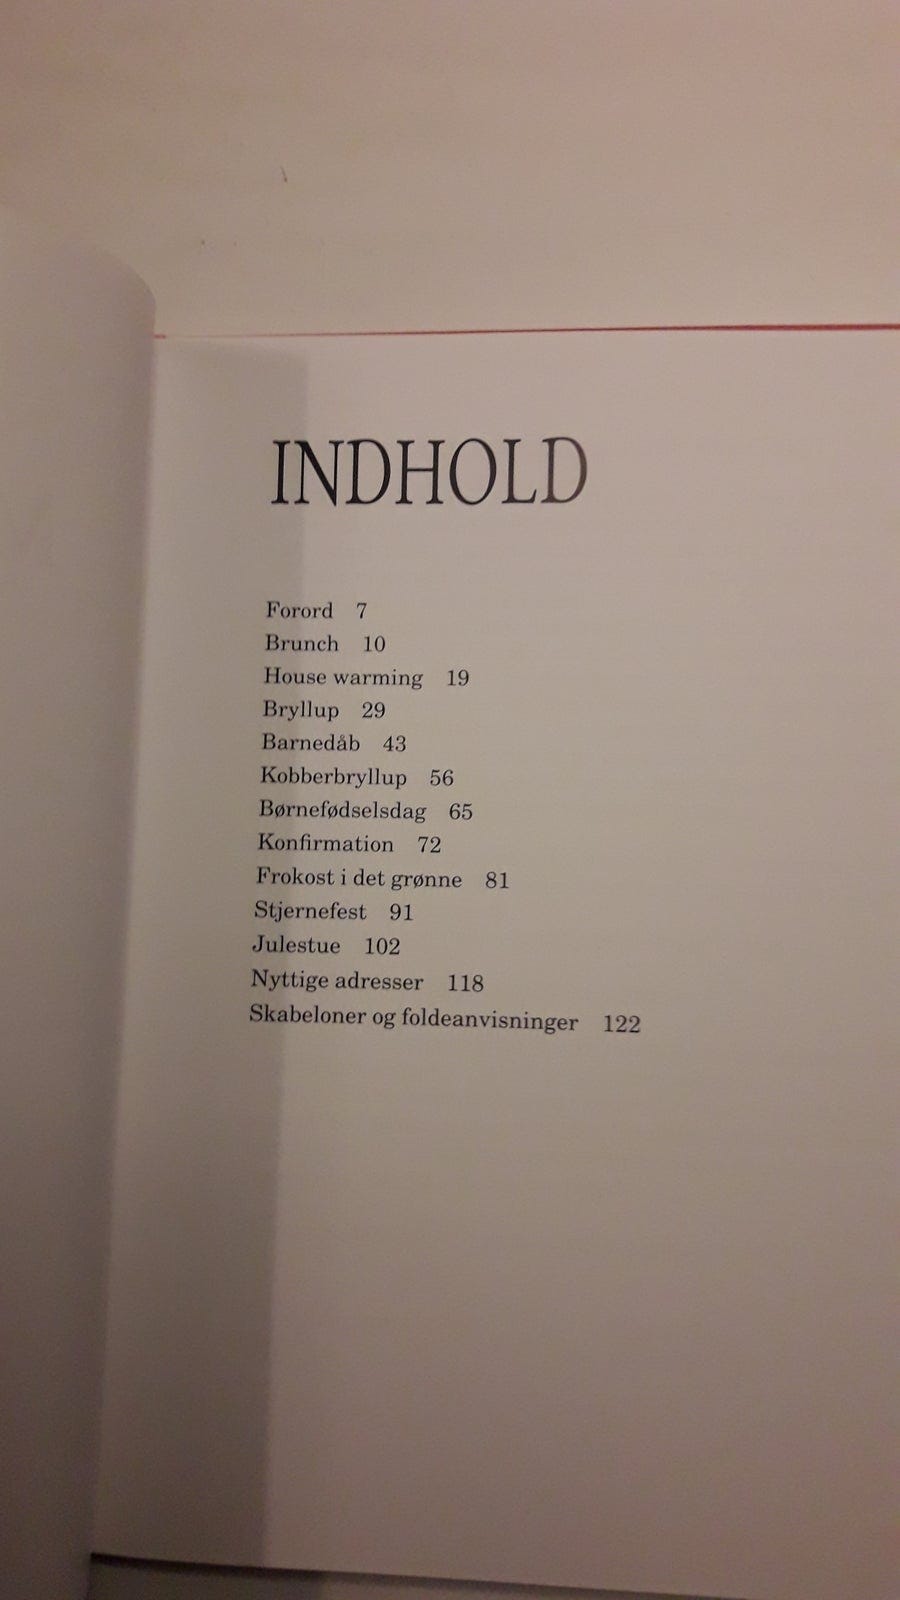 INDHOLD
Forord 7
Brunch 10
House warming 19
Bryllup 29
Barnedåb 43
Kobberbryllup 56
Børnefødselsdag 65
Konfirmation 72
Frokost i det grønne 81
Stjernefest 91
Julestue 102
Nyttige adresser 118
Skabeloner og foldeanvisninger 122